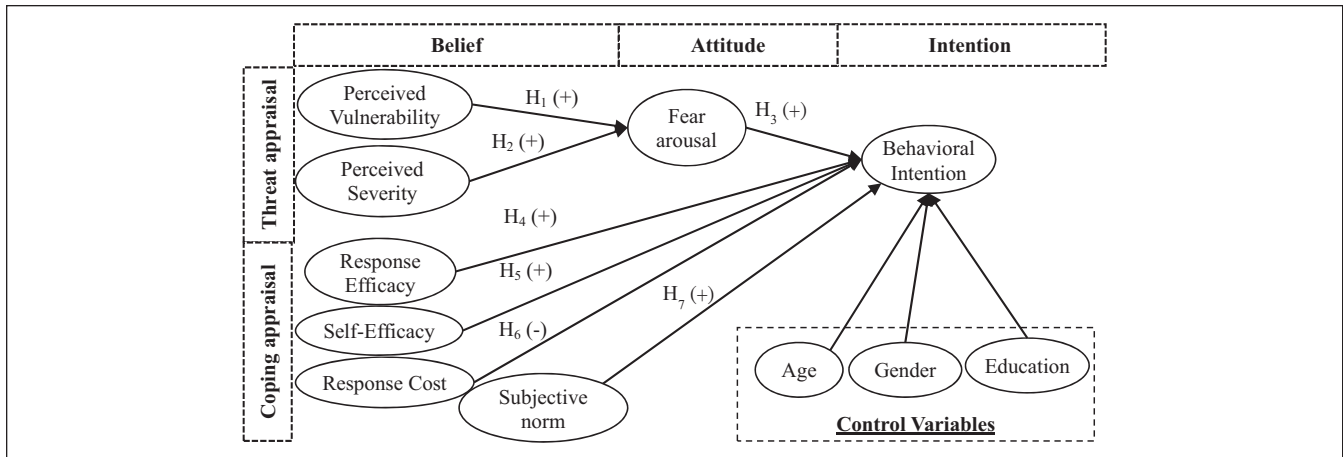 Belief
Attitude
Intention
Threat appraisal
Perceived
Vulnerability
H1 (+)
Fear
arousal
H3 (+)
H2 (+)
Perceived
Severity
Behavioral
Intention
Coping appraisal
H4 (+)
Response
Efficacy
H5 (+)
Self-Efficacy
H6 (-)
H7 (+)
Response Cost
Subjective
norm
Age
Gender
Education
Control Variables